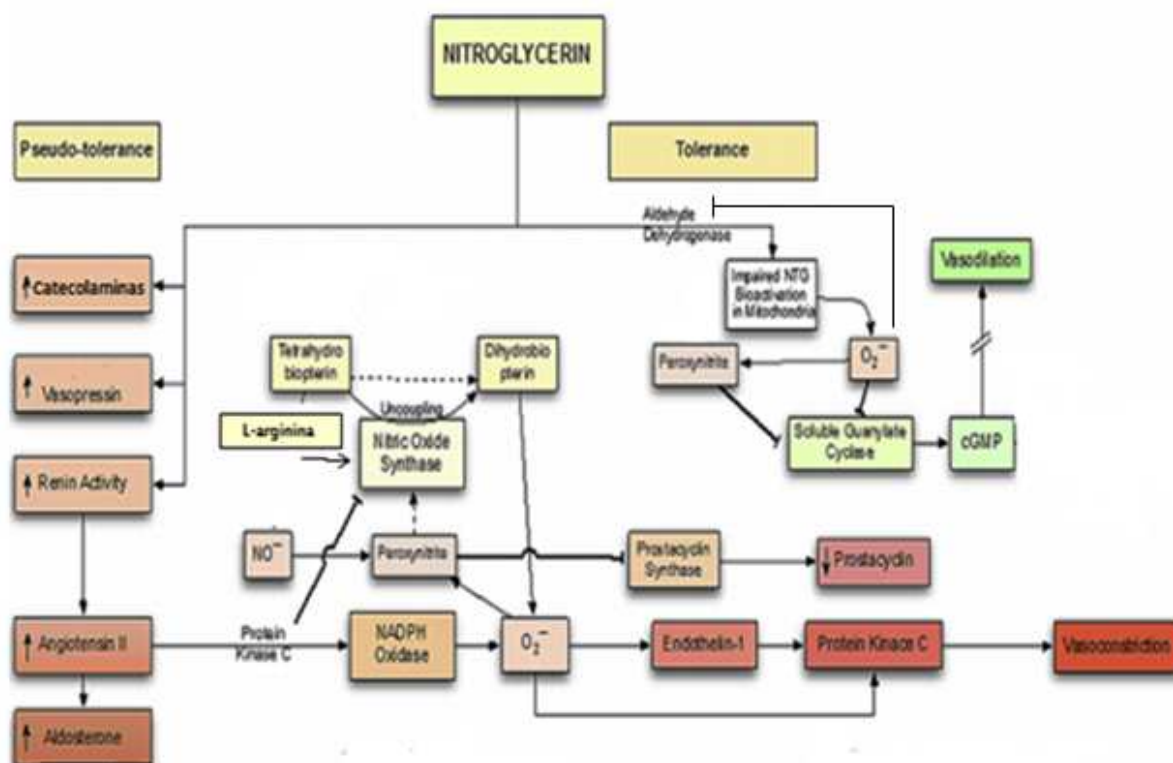 NITROGLYCERIN
Pseudo-tolerance
Tolerance
Aldehyde
Dehydrogenase
Catecolaminas
Vasopressin
Renin Activity
Angiotensin II
Aldosterone
Impaired NTG
Bioactivation
in Mitochondria
Vasodilation
O₂⁻
Peroxynitrite
Soluble Guanylate
Cyclase
cGMP
Tetrahydro
biopterin
Dihydrobio
pterin
Uncoupling
L-arginina
Nitric Oxide
Synthase
NO⁻
Peroxynitrite
Prostacyclin
Synthase
Prostacyclin
Protein
Kinase C
NADPH
Oxidase
O₂⁻
Endothelin-1
Protein Kinace C
Vasoconstriction